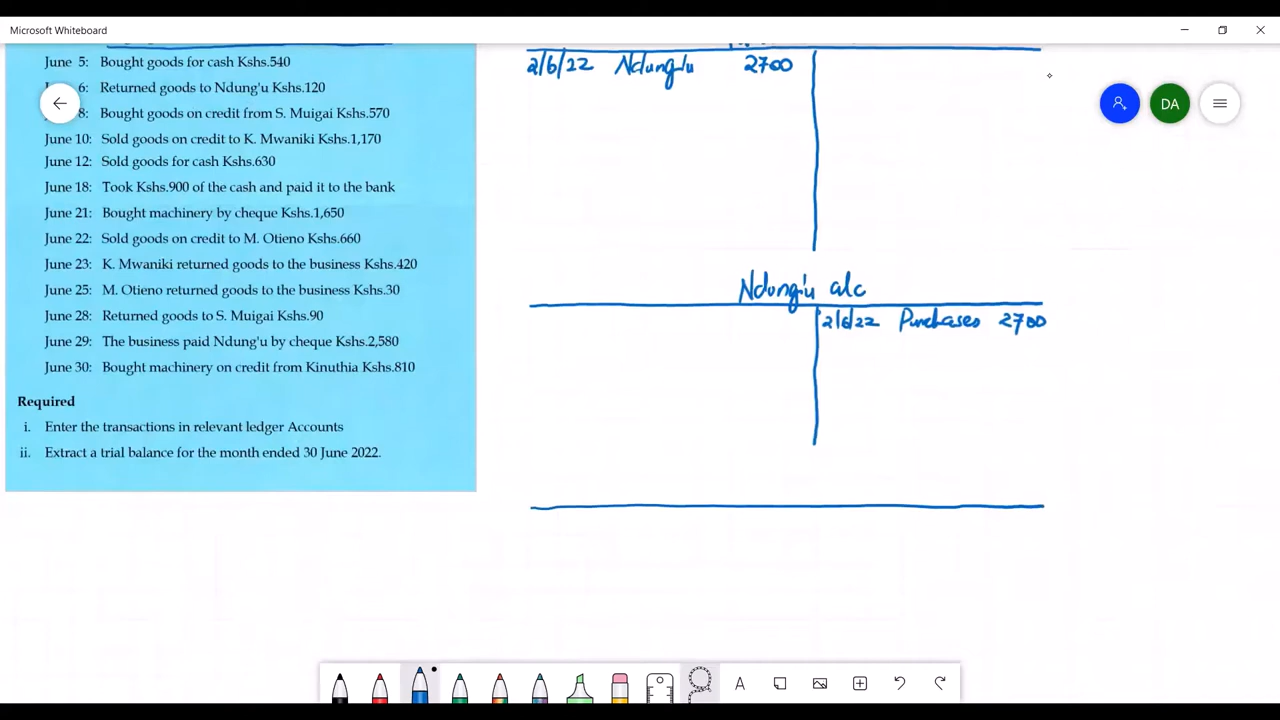 Microsoft Whiteboard
June 5: Bought goods for cash Kshs.540
6: Returned goods to Ndung'u Kshs.120
8: Bought goods on credit from S. Muigai Kshs.570
June 10: Sold goods on credit to K. Mwaniki Kshs.1,170
June 12: Sold goods for cash Kshs.630
June 18: Took Kshs.900 of the cash and paid it to the bank
June 21: Bought machinery by cheque Kshs.1,650
June 22: Sold goods on credit to M. Otieno Kshs.660
June 23: K. Mwaniki returned goods to the business Kshs.420
June 25: M. Otieno returned goods to the business Kshs.30
June 28: Returned goods to S. Muigai Kshs.90
June 29: The business paid Ndung'u by cheque Kshs.2,580
June 30: Bought machinery on credit from Kinuthia Kshs.810
Required
i. Enter the transactions in relevant ledger Accounts
ii. Extract a trial balance for the month ended 30 June 2022.
2/6/22 Ndung'u 2700
Ndung'u a/c
2/6/22 Purchases 2700
DA
A